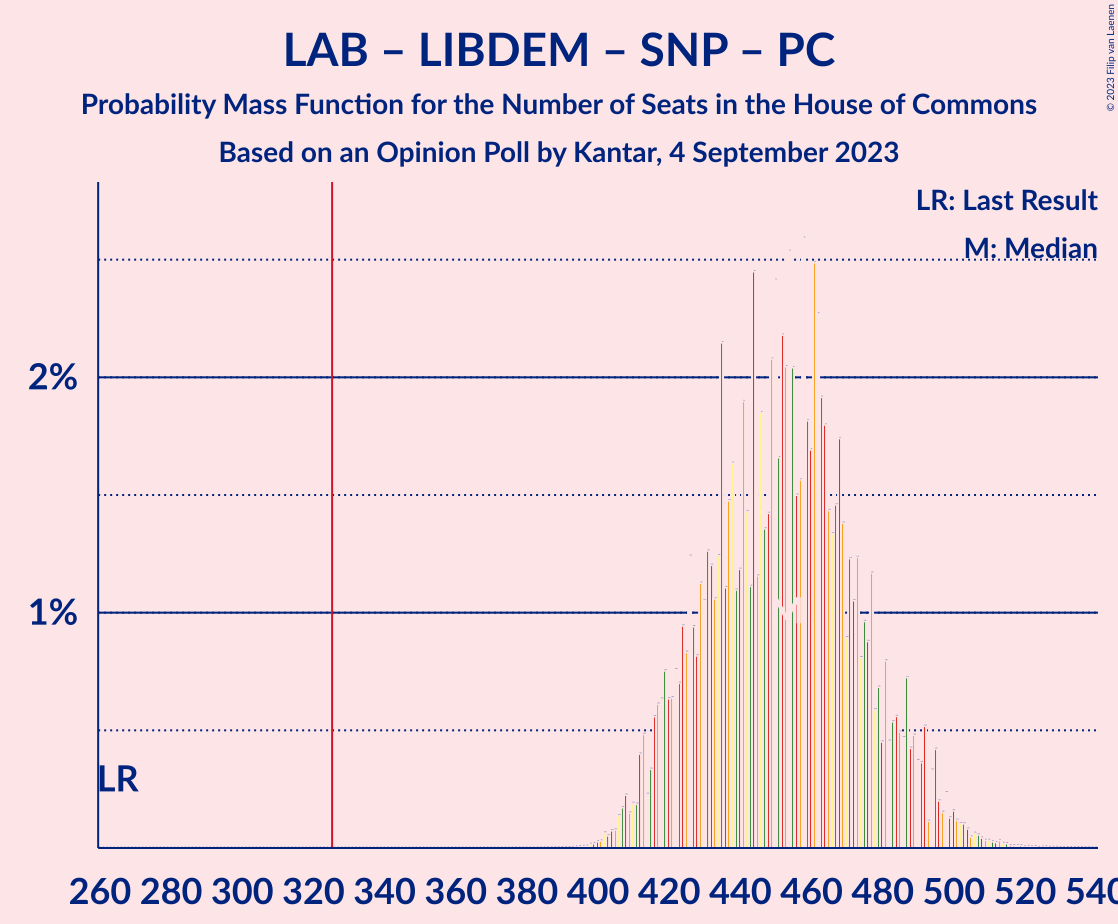 LAB – LIBDEM – SNP – PC
Probability Mass Function for the Number of Seats in the House of Commons
Based on an Opinion Poll by Kantar, 4 September 2023
© 2023 Filip van Laenen
LR: Last Result
M: Median
2%
1%
LR
260 280 300 320 340 360 380 400 420 440 460 480 500 520 540